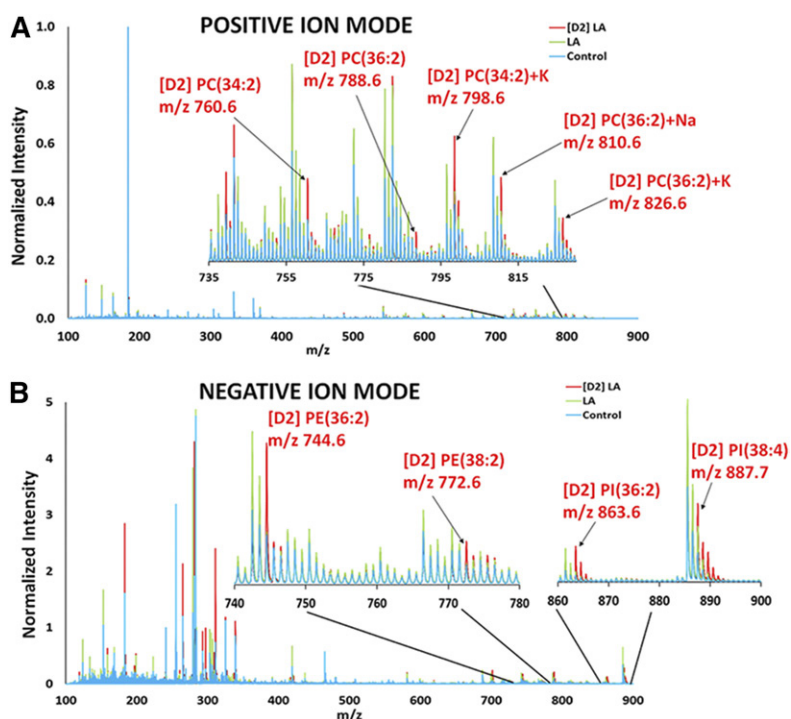 A
POSITIVE ION MODE
[D2] LA
LA
Control
[D2] PC(34:2)
m/z 760.6
[D2] PC(36:2)
m/z 788.6
[D2] PC(34:2)+K
m/z 798.6
[D2] PC(36:2)+Na
m/z 810.6
[D2] PC(36:2)+K
m/z 826.6
Normalized Intensity
1.0
0.8
0.6
0.4
0.2
0.0
735 755 775 795 815
100 200 300 400 500 600 700 800 900
m/z
B
NEGATIVE ION MODE
[D2] LA
LA
Control
[D2] PE(36:2)
m/z 744.6
[D2] PE(38:2)
m/z 772.6
[D2] PI(36:2)
m/z 863.6
[D2] PI(38:4)
m/z 887.7
Normalized Intensity
5
4
3
2
1
0
740 750 760 770 780
860 870 880 890 900
100 200 300 400 500 600 700 800 900
m/z